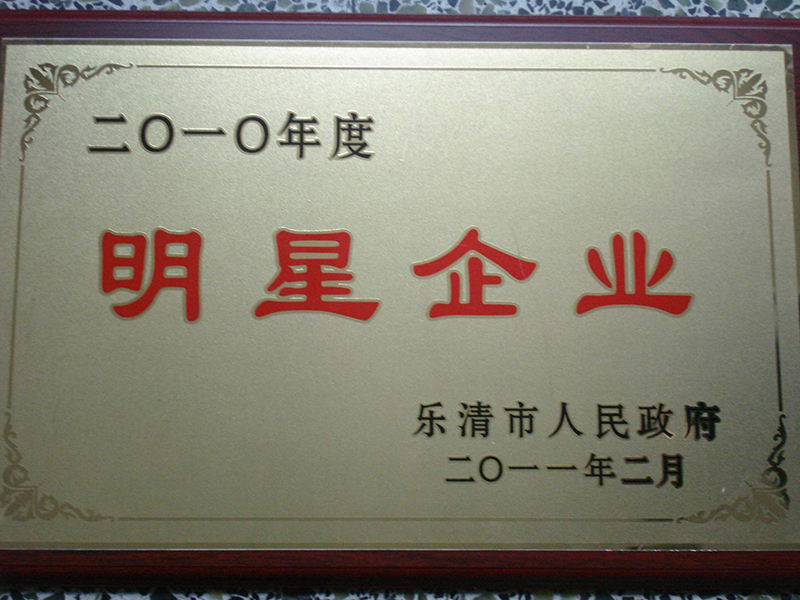 二〇一〇年度
明星企业
乐清市人民政府
二〇一一年二月